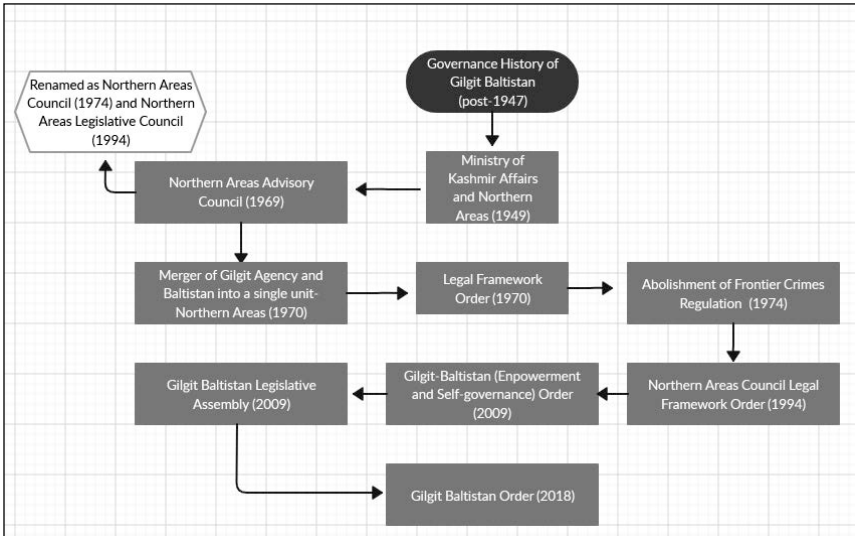 Governance History of
Gilgit Baltistan
(post-1947)
Renamed as Northern Areas
Council (1974) and Northern
Areas Legislative Council
(1994)
Ministry of
Kashmir Affairs
and Northern
Areas (1949)
Northern Areas Advisory
Council (1969)
Merger of Gilgit Agency and
Baltistan into a single unit-
Northern Areas (1970)
Legal Framework
Order (1970)
Abolishment of Frontier Crimes
Regulation (1974)
Gilgit Baltistan Legislative
Assembly (2009)
Gilgit-Baltistan (Enpowerment
and Self-governance) Order
(2009)
Northern Areas Council Legal
Framework Order (1994)
Gilgit Baltistan Order (2018)